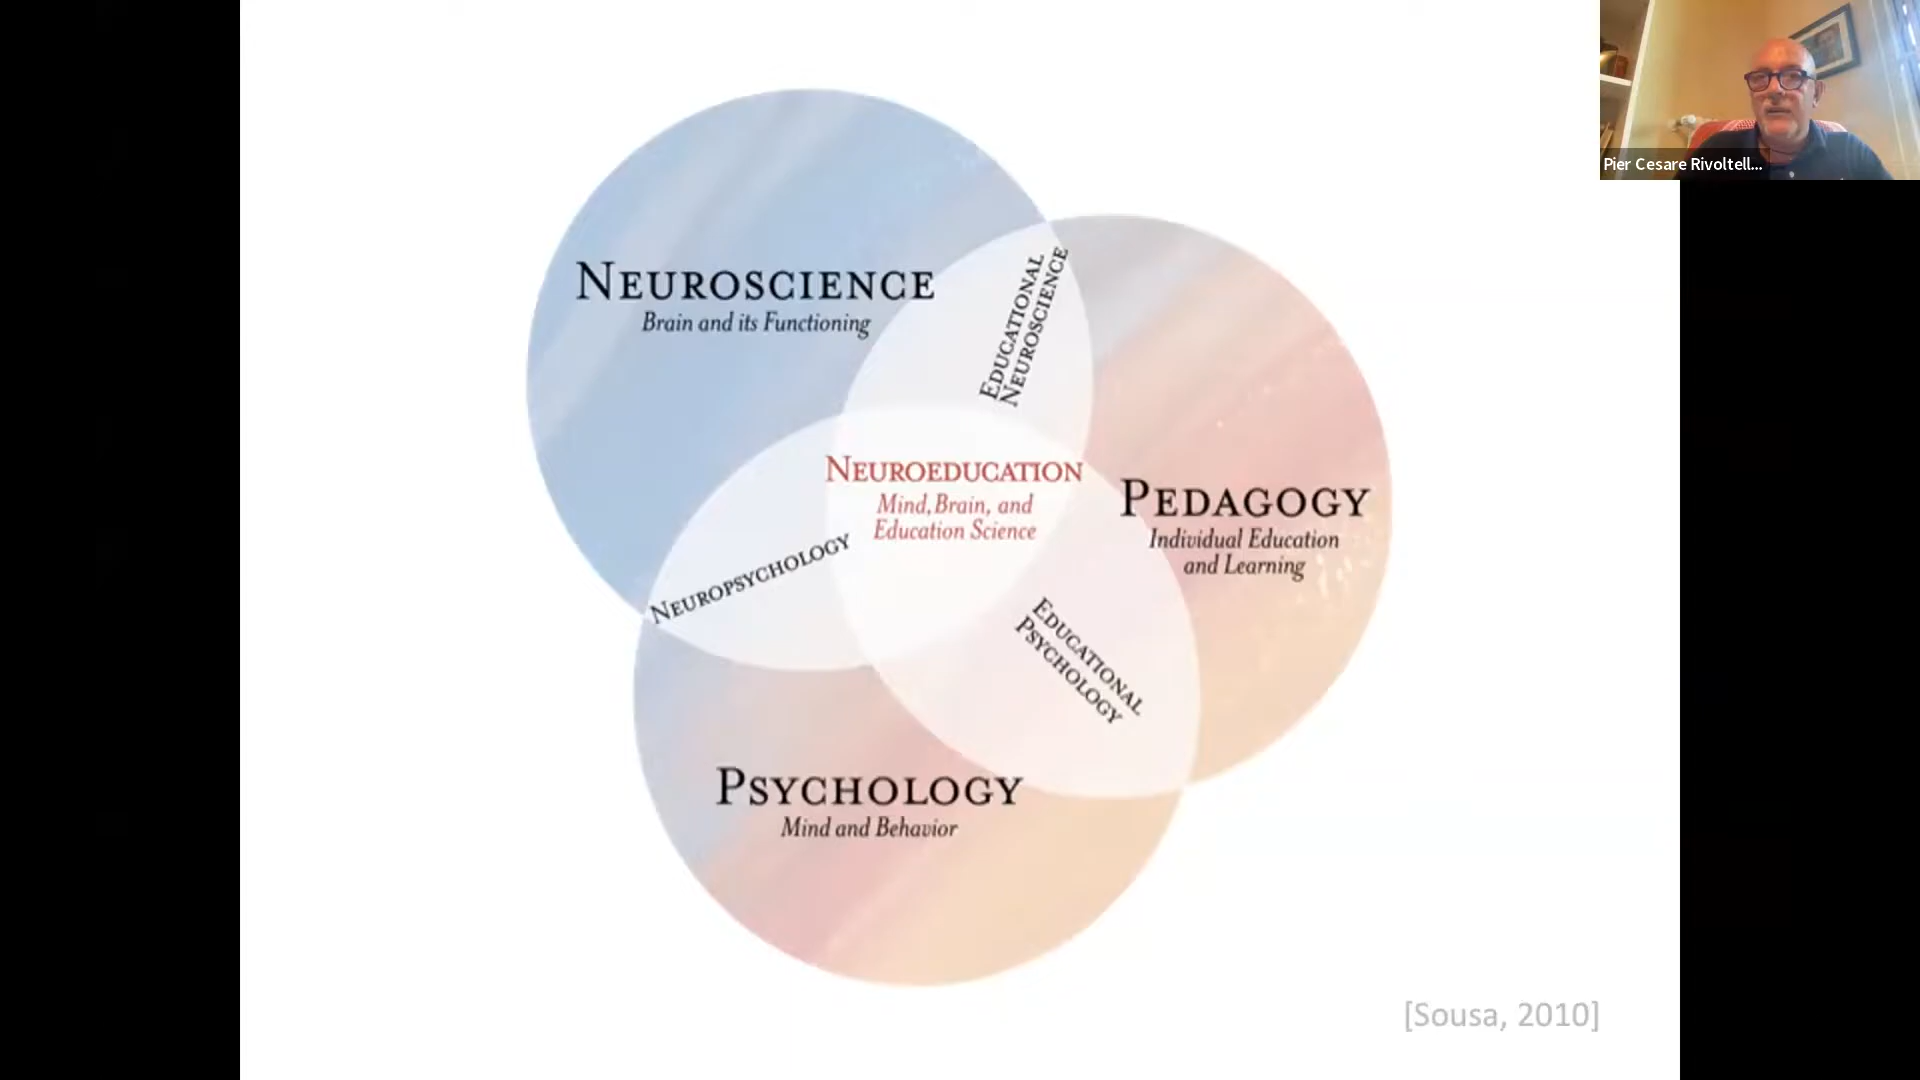 Pier Cesare Rivoltell...
NEUROSCIENCE
Brain and its Functioning
EDUCATIONAL
NEUROSCIENCE
NEUROEDUCATION
Mind, Brain, and
Education Science
PEDAGOGY
Individual Education
and Learning
NEUROPSYCHOLOGY
EDUCATIONAL
PSYCHOLOGY
PSYCHOLOGY
Mind and Behavior
[Sousa, 2010]